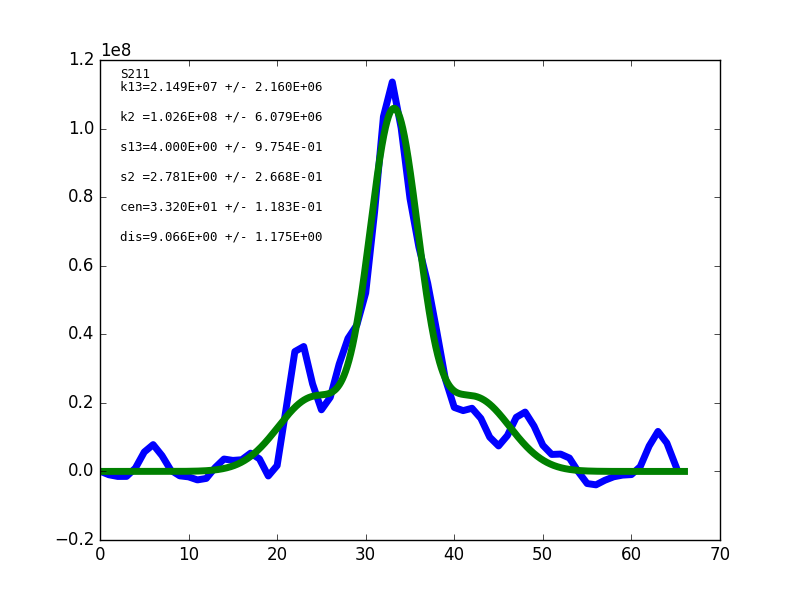 1e8
S211
k13=2.149E+07 +/- 2.160E+06
k2 =1.026E+08 +/- 6.079E+06
s13=4.000E+00 +/- 9.754E-01
s2 =2.781E+00 +/- 2.668E-01
cen=3.320E+01 +/- 1.183E-01
dis=9.066E+00 +/- 1.175E+00
1.2
1.0
0.8
0.6
0.4
0.2
0.0
−0.2
0 10 20 30 40 50 60 70